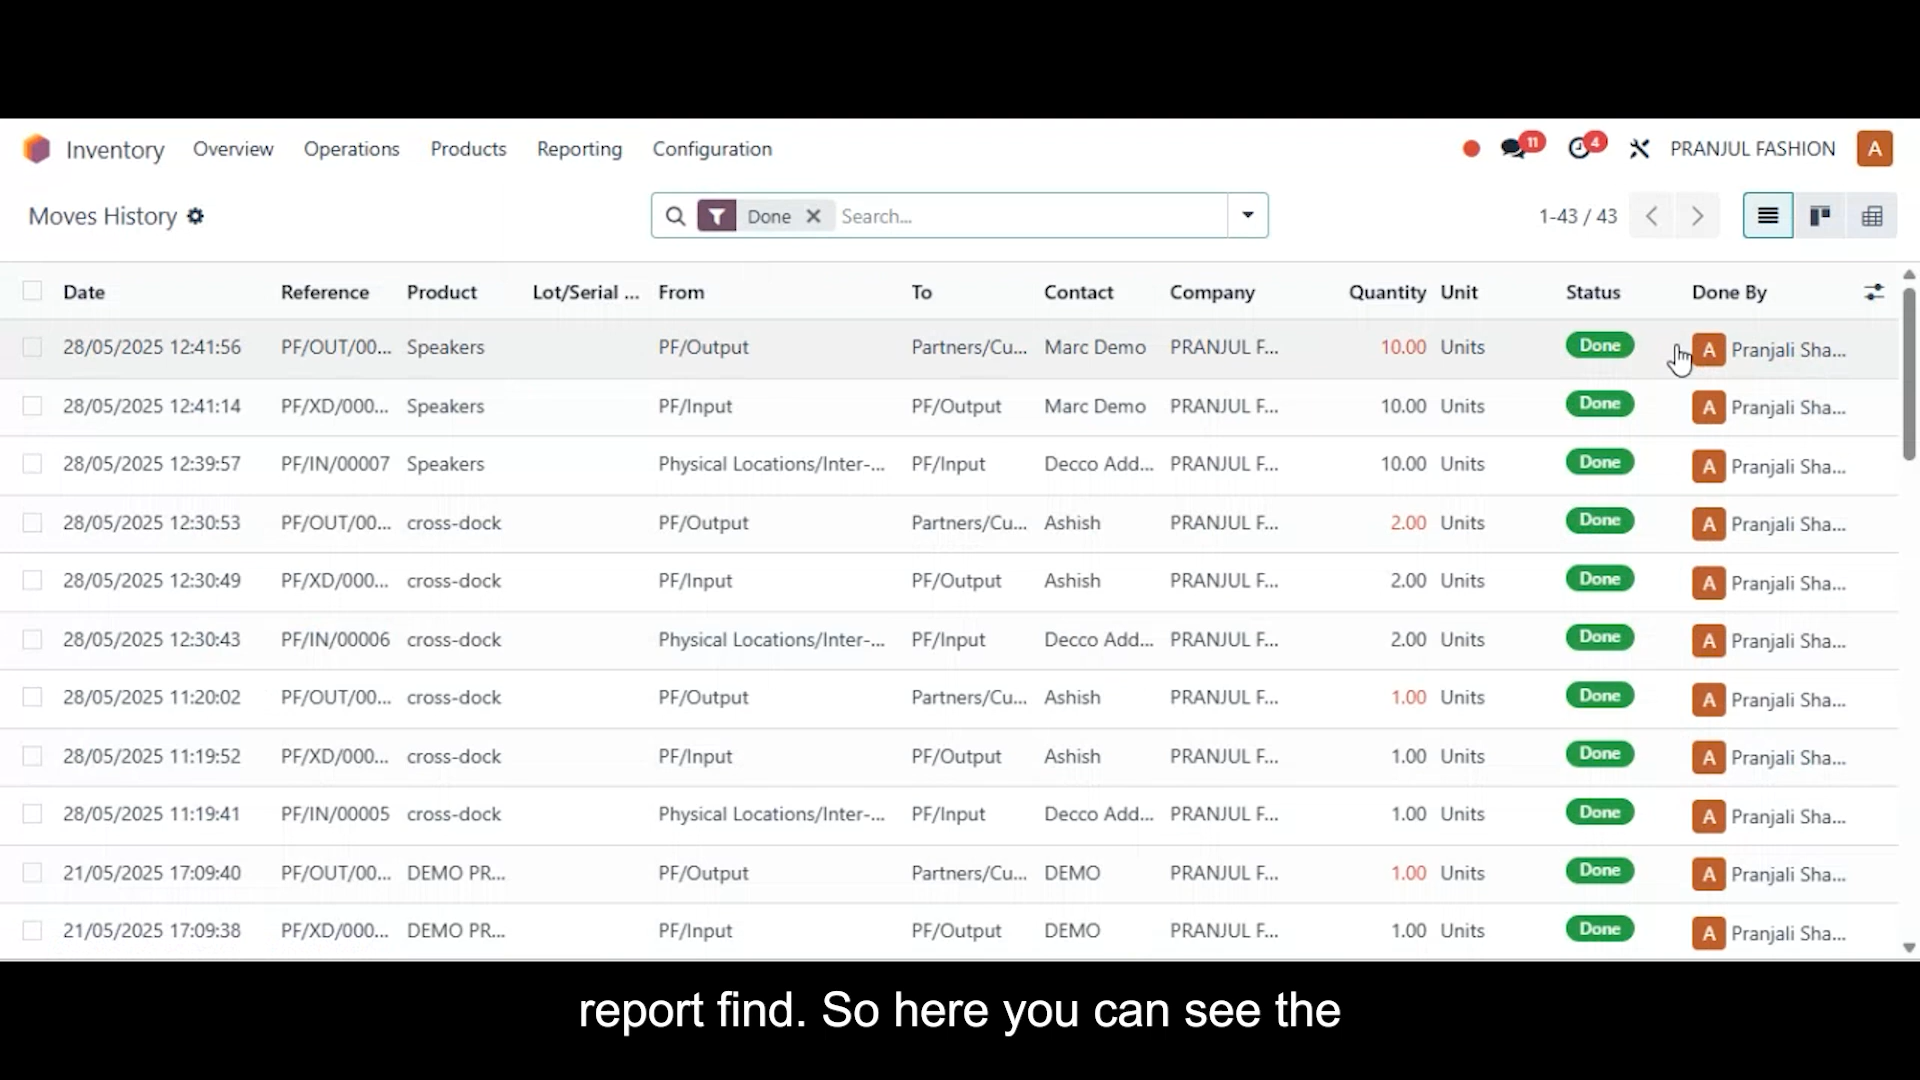 Inventory Overview Operations Products Reporting Configuration 11 4 PRANJUL FASHION A
Moves History Done Search... 1-43 / 43
Date Reference Product Lot/Serial ... From To Contact Company Quantity Unit Status Done By
28/05/2025 12:41:56 PF/OUT/00... Speakers PF/Output Partners/Cu... Marc Demo PRANJUL F... 10.00 Units Done A Pranjali Sha...
28/05/2025 12:41:14 PF/XD/000... Speakers PF/Input PF/Output Marc Demo PRANJUL F... 10.00 Units Done A Pranjali Sha...
28/05/2025 12:39:57 PF/IN/00007 Speakers Physical Locations/Inter-... PF/Input Decco Add... PRANJUL F... 10.00 Units Done A Pranjali Sha...
28/05/2025 12:30:53 PF/OUT/00... cross-dock PF/Output Partners/Cu... Ashish PRANJUL F... 2.00 Units Done A Pranjali Sha...
28/05/2025 12:30:49 PF/XD/000... cross-dock PF/Input PF/Output Ashish PRANJUL F... 2.00 Units Done A Pranjali Sha...
28/05/2025 12:30:43 PF/IN/00006 cross-dock Physical Locations/Inter-... PF/Input Decco Add... PRANJUL F... 2.00 Units Done A Pranjali Sha...
28/05/2025 11:20:02 PF/OUT/00... cross-dock PF/Output Partners/Cu... Ashish PRANJUL F... 1.00 Units Done A Pranjali Sha...
28/05/2025 11:19:52 PF/XD/000... cross-dock PF/Input PF/Output Ashish PRANJUL F... 1.00 Units Done A Pranjali Sha...
28/05/2025 11:19:41 PF/IN/00005 cross-dock Physical Locations/Inter-... PF/Input Decco Add... PRANJUL F... 1.00 Units Done A Pranjali Sha...
21/05/2025 17:09:40 PF/OUT/00... DEMO PR... PF/Output Partners/Cu... DEMO PRANJUL F... 1.00 Units Done A Pranjali Sha...
21/05/2025 17:09:38 PF/XD/000... DEMO PR... PF/Input PF/Output DEMO PRANJUL F... 1.00 Units Done A Pranjali Sha...
report find. So here you can see the